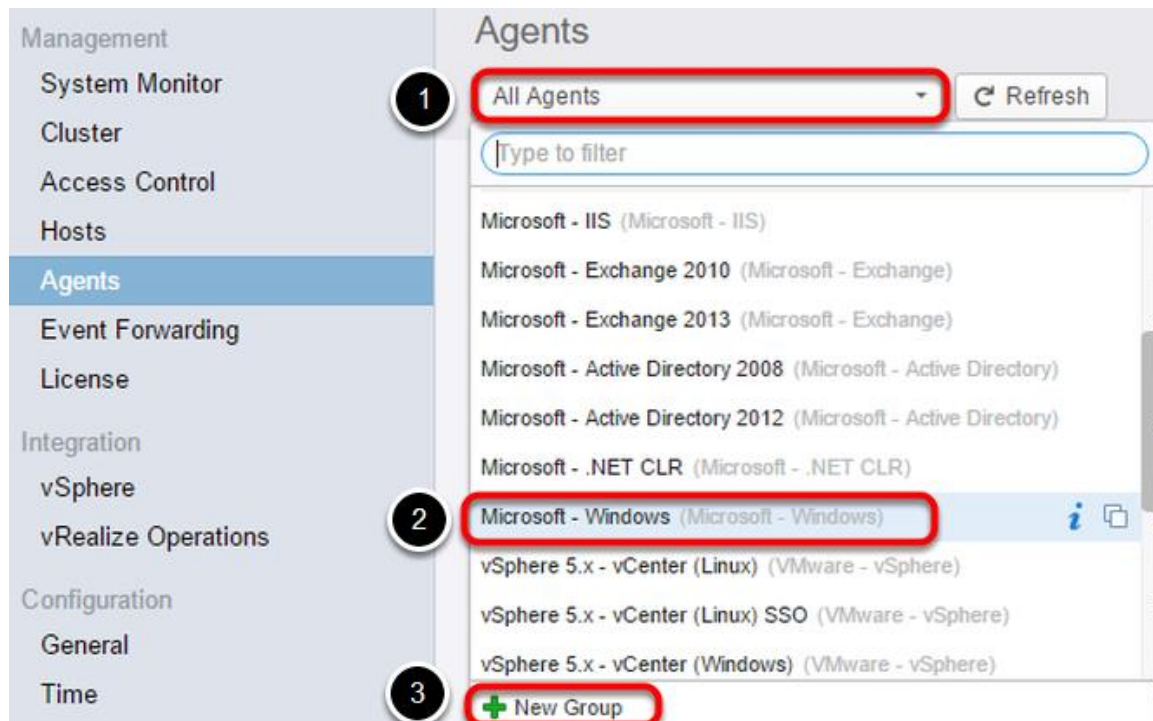 Management
System Monitor
Cluster
Access Control
Hosts
Agents
Event Forwarding
License
Integration
vSphere
vRealize Operations
Configuration
General
Time
Agents
1
All Agents
Refresh
Type to filter
Microsoft - IIS (Microsoft - IIS)
Microsoft - Exchange 2010 (Microsoft - Exchange)
Microsoft - Exchange 2013 (Microsoft - Exchange)
Microsoft - Active Directory 2008 (Microsoft - Active Directory)
Microsoft - Active Directory 2012 (Microsoft - Active Directory)
Microsoft - .NET CLR (Microsoft - .NET CLR)
2
Microsoft - Windows (Microsoft - Windows)
i
vSphere 5.x - vCenter (Linux) (VMware - vSphere)
vSphere 5.x - vCenter (Linux) SSO (VMware - vSphere)
vSphere 5.x - vCenter (Windows) (VMware - vSphere)
3
New Group